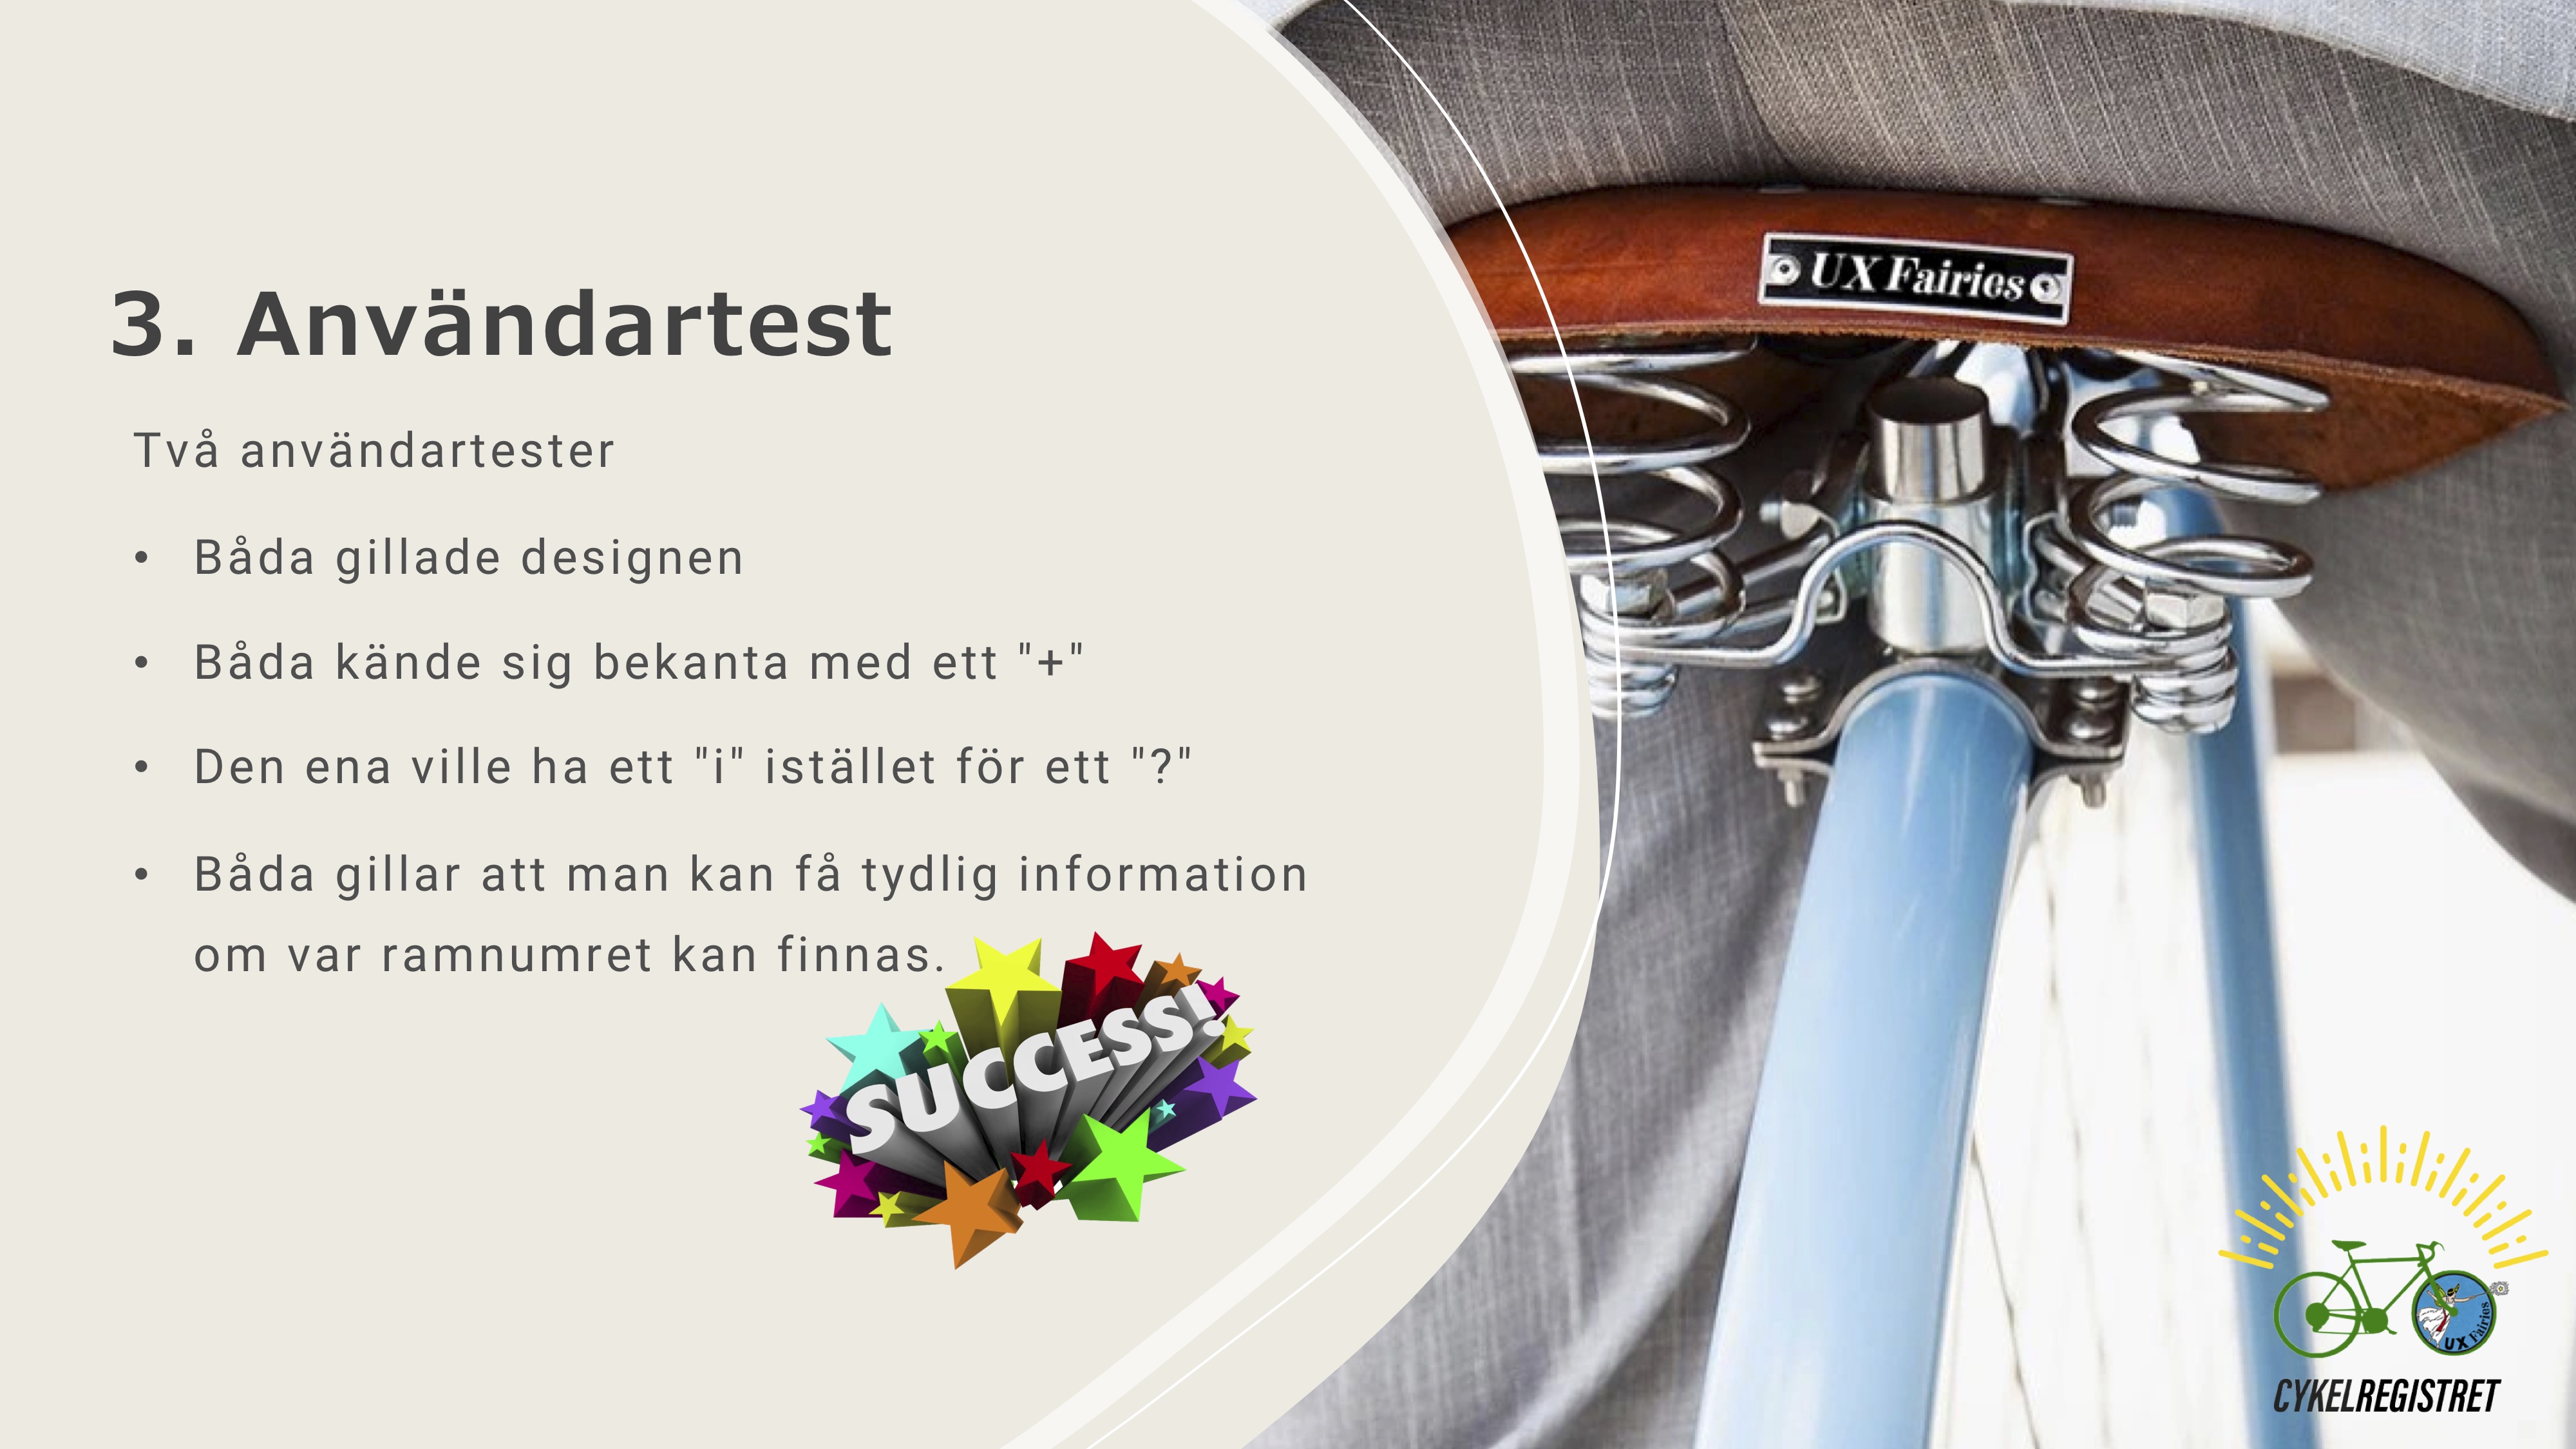 UX Fairies
3. Användartest
Två användartester
• Båda gillade designen
• Båda kände sig bekanta med ett "+"
• Den ena ville ha ett "i" istället för ett "?"
• Båda gillar att man kan få tydlig information
om var ramnumret kan finnas.
SUCCESS!
UX Fairies
CYKELREGISTRET